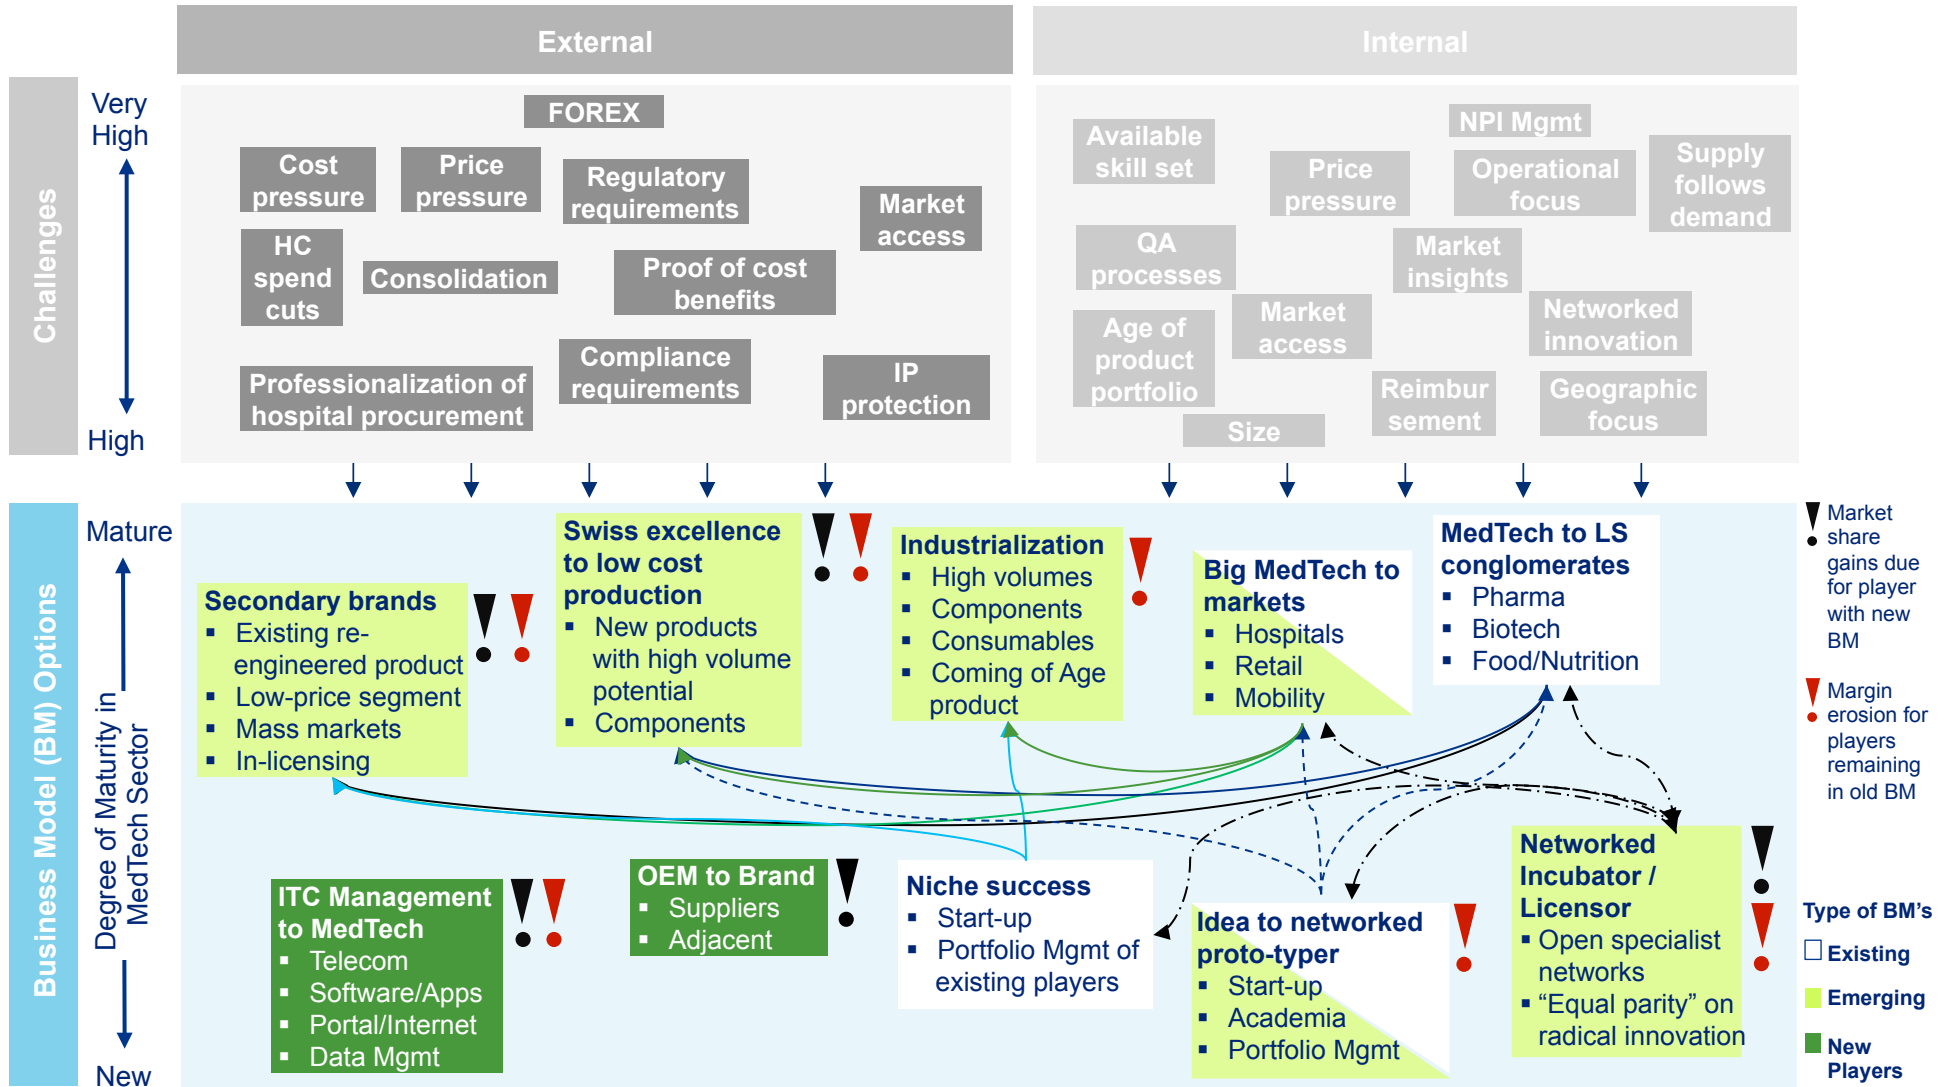 External
Internal
Challenges
Very
High
High
FOREX
Cost
pressure
Price
pressure
Regulatory
requirements
Market
access
HC
spend
cuts
Consolidation
Proof of cost
benefits
Professionalization of
hospital procurement
Compliance
requirements
IP
protection
Available
skill set
NPI Mgmt
Price
pressure
Operational
focus
Supply
follows
demand
QA
processes
Market
insights
Age of
product
portfolio
Market
access
Networked
innovation
Size
Reimbur
sement
Geographic
focus
Business Model (BM) Options
Mature
Degree of Maturity in
MedTech Sector
New
Secondary brands
▪ Existing re-
engineered product
▪ Low-price segment
▪ Mass markets
▪ In-licensing
Swiss excellence
to low cost
production
▪ New products
with high volume
potential
▪ Components
Industrialization
▪ High volumes
▪ Components
▪ Consumables
▪ Coming of Age
product
Big MedTech to
markets
▪ Hospitals
▪ Retail
▪ Mobility
MedTech to LS
conglomerates
▪ Pharma
▪ Biotech
▪ Food/Nutrition
ITC Management
to MedTech
▪ Telecom
▪ Software/Apps
▪ Portal/Internet
▪ Data Mgmt
OEM to Brand
▪ Suppliers
▪ Adjacent
Niche success
▪ Start-up
▪ Portfolio Mgmt of
existing players
Idea to networked
proto-typer
▪ Start-up
▪ Academia
▪ Portfolio Mgmt
Networked
Incubator /
Licensor
▪ Open specialist
networks
▪ “Equal parity” on
radical innovation
Market
share
gains due
for player
with new
BM
Margin
erosion for
players
remaining
in old BM
Type of BM’s
Existing
Emerging
New
Players